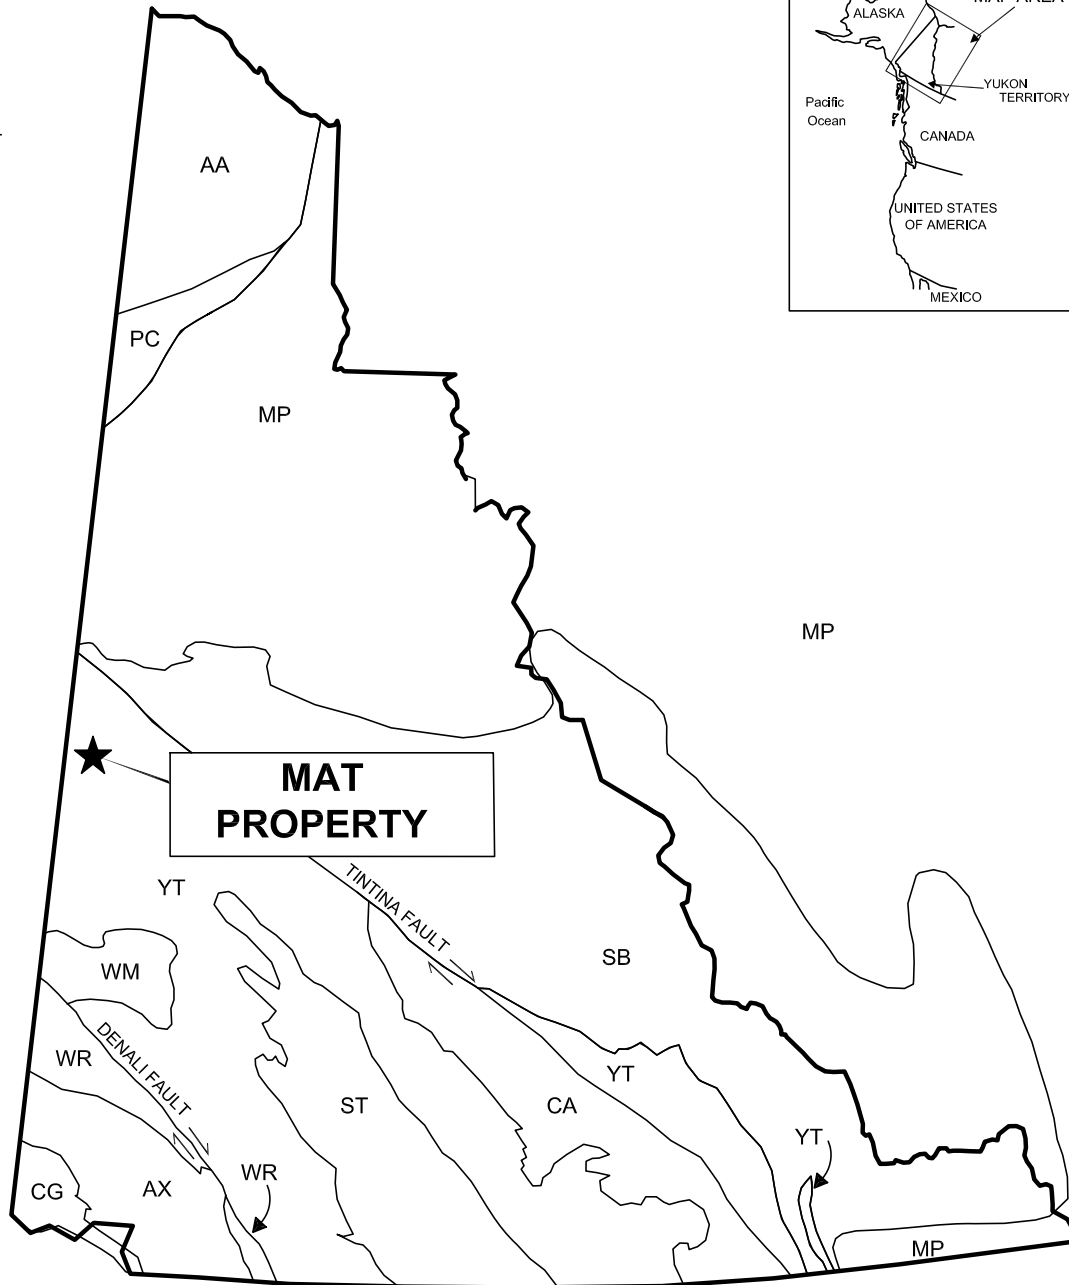 MAP AREA
ALASKA
YUKON
TERRITORY
Pacific
Ocean
CANADA
UNITED STATES
OF AMERICA
MEXICO
AA
PC
MP
MP
MAT
PROPERTY
YT
TINTINA FAULT
SB
WM
DENALI FAULT
WR
YT
ST
CA
YT
WR
CG
AX
MP